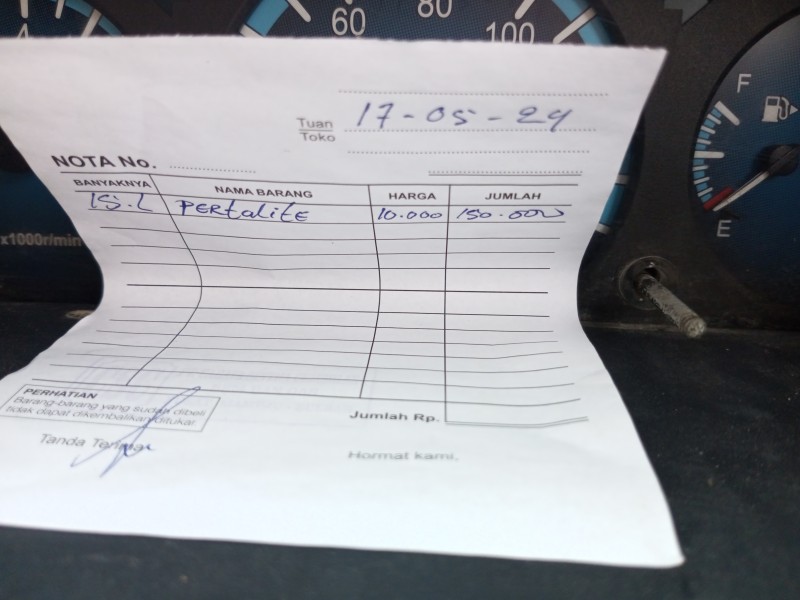 60 80 100
4
F
17-05-24
Tuan
Toko
NOTA No.
BANYAKNYA NAMA BARANG HARGA JUMLAH
15.L PERTALITE 10.000 150.000
x1000r/min
E
PERHATIAN
Barang-barang yang sudah dibeli
tidak dapat dikembalikan/ditukar.
Jumlah Rp.
Tanda Terima
Hormat kami,